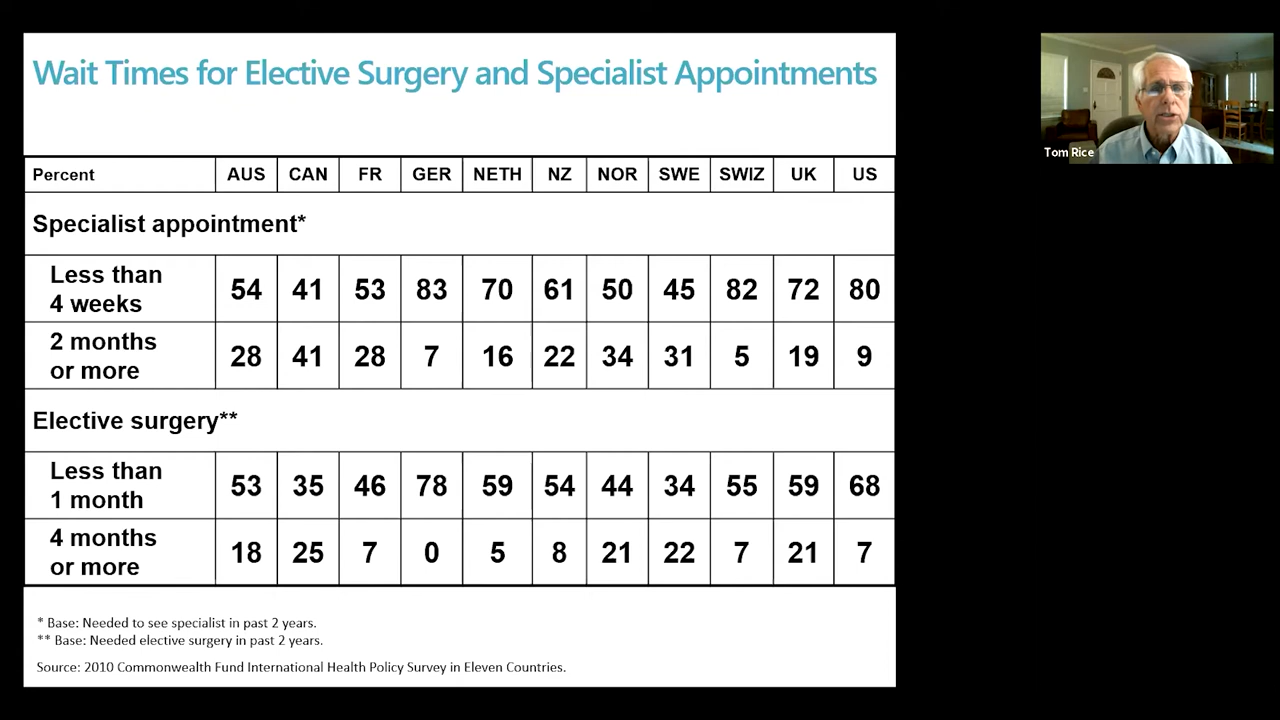 Wait Times for Elective Surgery and Specialist Appointments
Tom Rice
Percent AUS CAN FR GER NETH NZ NOR SWE SWIZ UK US
Specialist appointment*
Less than
4 weeks 54 41 53 83 70 61 50 45 82 72 80
2 months
or more 28 41 28 7 16 22 34 31 5 19 9
Elective surgery**
Less than
1 month 53 35 46 78 59 54 44 34 55 59 68
4 months
or more 18 25 7 0 5 8 21 22 7 21 7
* Base: Needed to see specialist in past 2 years.
** Base: Needed elective surgery in past 2 years.
Source: 2010 Commonwealth Fund International Health Policy Survey in Eleven Countries.